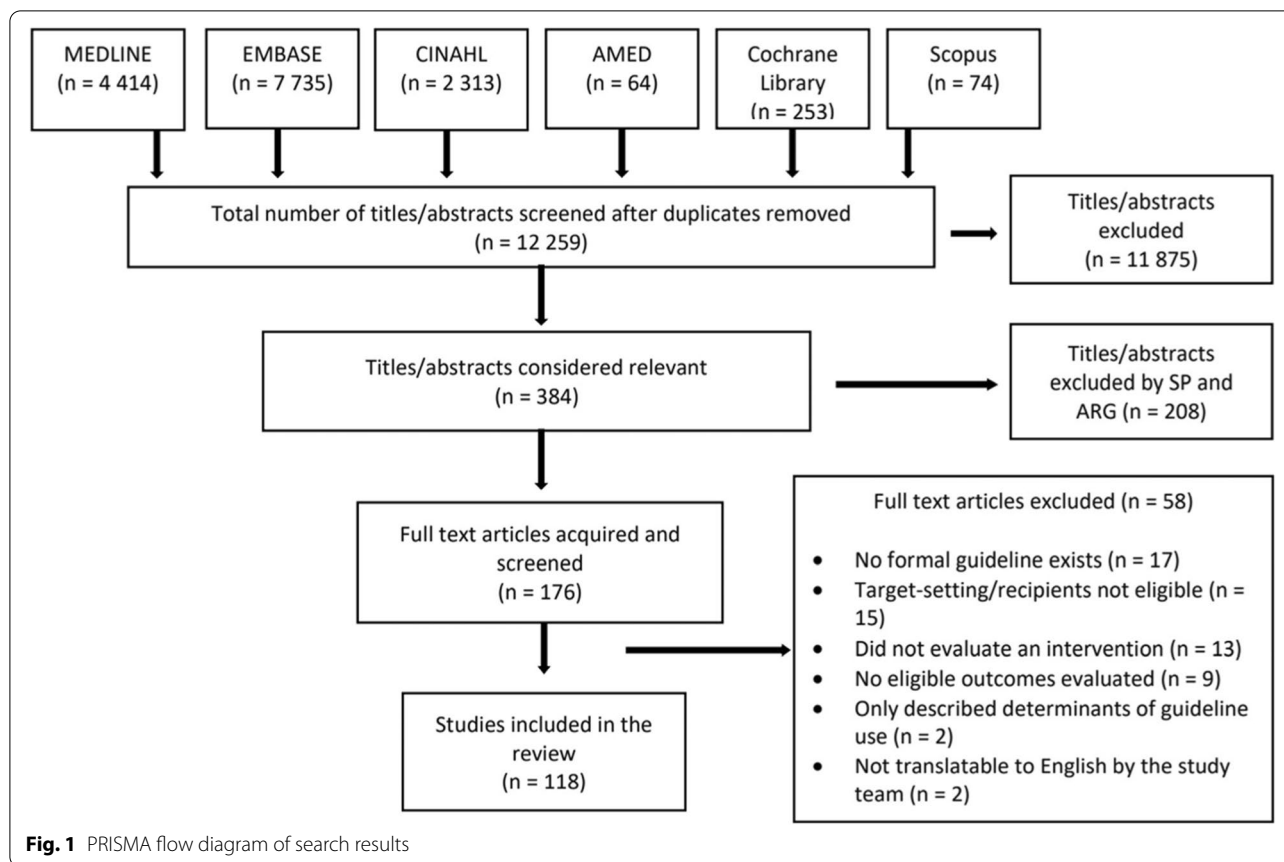 MEDLINE
(n = 4 414)
EMBASE
(n = 7 735)
CINAHL
(n = 2 313)
AMED
(n = 64)
Cochrane
Library
(n = 253)
Scopus
(n = 74)
Total number of titles/abstracts screened after duplicates removed
(n = 12 259)
Titles/abstracts
excluded
(n = 11 875)
Titles/abstracts considered relevant
(n = 384)
Titles/abstracts
excluded by SP and
ARG (n = 208)
Full text articles acquired and
screened
(n = 176)
Full text articles excluded (n = 58)
• No formal guideline exists (n = 17)
• Target-setting/recipients not eligible (n =
15)
• Did not evaluate an intervention (n = 13)
• No eligible outcomes evaluated (n = 9)
• Only described determinants of guideline
use (n = 2)
• Not translatable to English by the study
team (n = 2)
Studies included in the
review
(n = 118)
Fig. 1 PRISMA flow diagram of search results